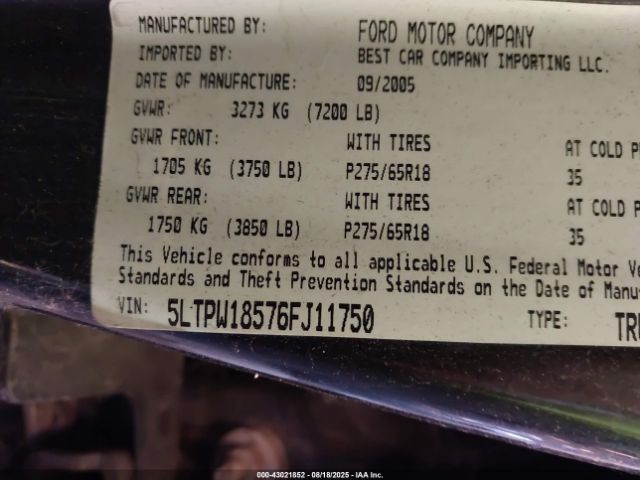 MANUFACTURED BY: FORD MOTOR COMPANY
IMPORTED BY: BEST CAR COMPANY IMPORTING LLC.
DATE OF MANUFACTURE: 09/2005
GVWR: 3273 KG (7200 LB)
GVWR FRONT: WITH TIRES AT COLD P
1705 KG (3750 LB) P275/65R18 35
GVWR REAR: WITH TIRES AT COLD P
1750 KG (3850 LB) P275/65R18 35
This Vehicle conforms to all applicable U.S. Federal Motor Ve
Standards and Theft Prevention Standards on the Date of Manu
VIN: 5LTPW18576FJ11750 TYPE: TRU
000-43021852 - 08/18/2025 - IAA Inc.